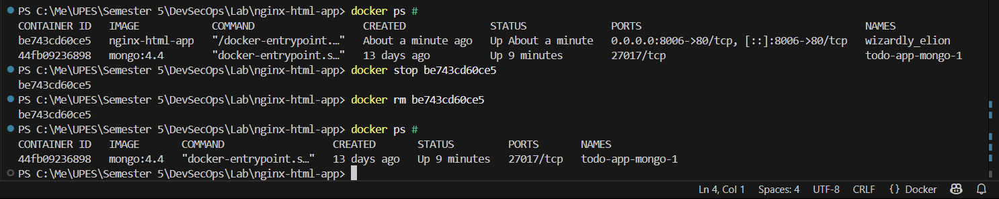 PS C:\Me\UPES\Semester 5\DevSecOps\Lab\nginx-html-app> docker ps #
CONTAINER ID   IMAGE            COMMAND                  CREATED              STATUS              PORTS                                     NAMES
be743cd60ce5   nginx-html-app   "/docker-entrypoint.…"   About a minute ago   Up About a minute   0.0.0.0:8006->80/tcp, [::]:8006->80/tcp   wizardly_elion
44fb09236898   mongo:4.4        "docker-entrypoint.s…"   13 days ago          Up 9 minutes        27017/tcp                                 todo-app-mongo-1
PS C:\Me\UPES\Semester 5\DevSecOps\Lab\nginx-html-app> docker stop be743cd60ce5
be743cd60ce5
PS C:\Me\UPES\Semester 5\DevSecOps\Lab\nginx-html-app> docker rm be743cd60ce5
be743cd60ce5
PS C:\Me\UPES\Semester 5\DevSecOps\Lab\nginx-html-app> docker ps #
CONTAINER ID   IMAGE       COMMAND                  CREATED       STATUS         PORTS       NAMES
44fb09236898   mongo:4.4   "docker-entrypoint.s…"   13 days ago   Up 9 minutes   27017/tcp   todo-app-mongo-1
PS C:\Me\UPES\Semester 5\DevSecOps\Lab\nginx-html-app>
Ln 4, Col 1   Spaces: 4   UTF-8   CRLF   {} Docker